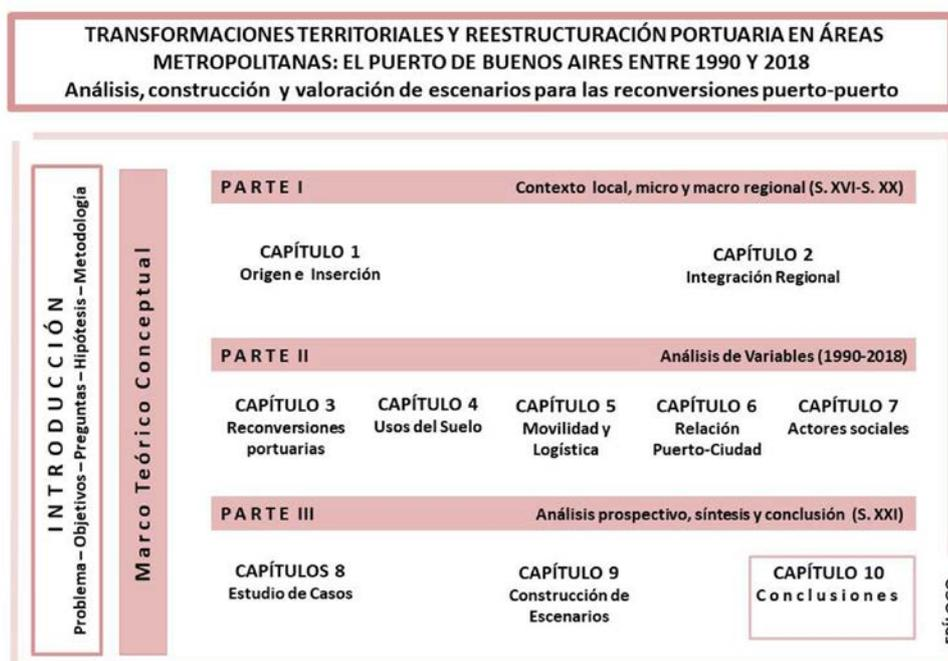 TRANSFORMACIONES TERRITORIALES Y REESTRUCTURACIÓN PORTUARIA EN ÁREAS
METROPOLITANAS: EL PUERTO DE BUENOS AIRES ENTRE 1990 Y 2018
Análisis, construcción y valoración de escenarios para las reconversiones puerto-puerto
INTRODUCCIÓN
Problema – Objetivos – Preguntas – Hipótesis – Metodología
Marco Teórico Conceptual
PARTE I
Contexto local, micro y macro regional (S. XVI-S. XX)
CAPÍTULO 1
Origen e Inserción
CAPÍTULO 2
Integración Regional
PARTE II
Análisis de Variables (1990-2018)
CAPÍTULO 3
Reconversiones
portuarias
CAPÍTULO 4
Usos del Suelo
CAPÍTULO 5
Movilidad y
Logística
CAPÍTULO 6
Relación
Puerto-Ciudad
CAPÍTULO 7
Actores sociales
PARTE III
Análisis prospectivo, síntesis y conclusión (S. XXI)
CAPÍTULOS 8
Estudio de Casos
CAPÍTULO 9
Construcción de
Escenarios
CAPÍTULO 10
Conclusiones